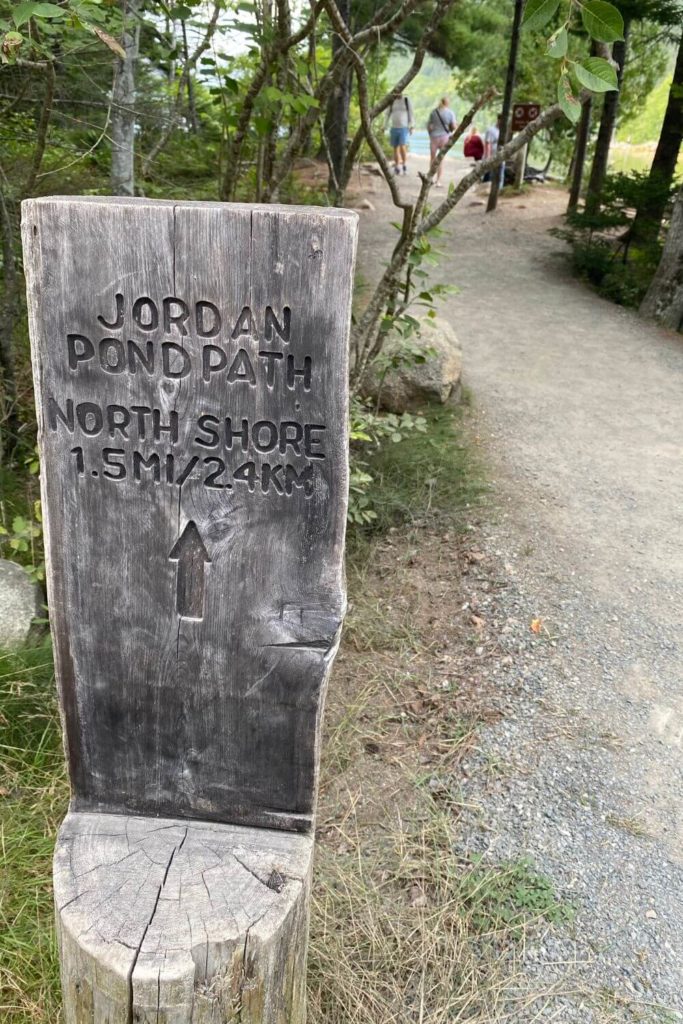 JORDAN
POND PATH
NORTH SHORE
1.5MI/2.4KM